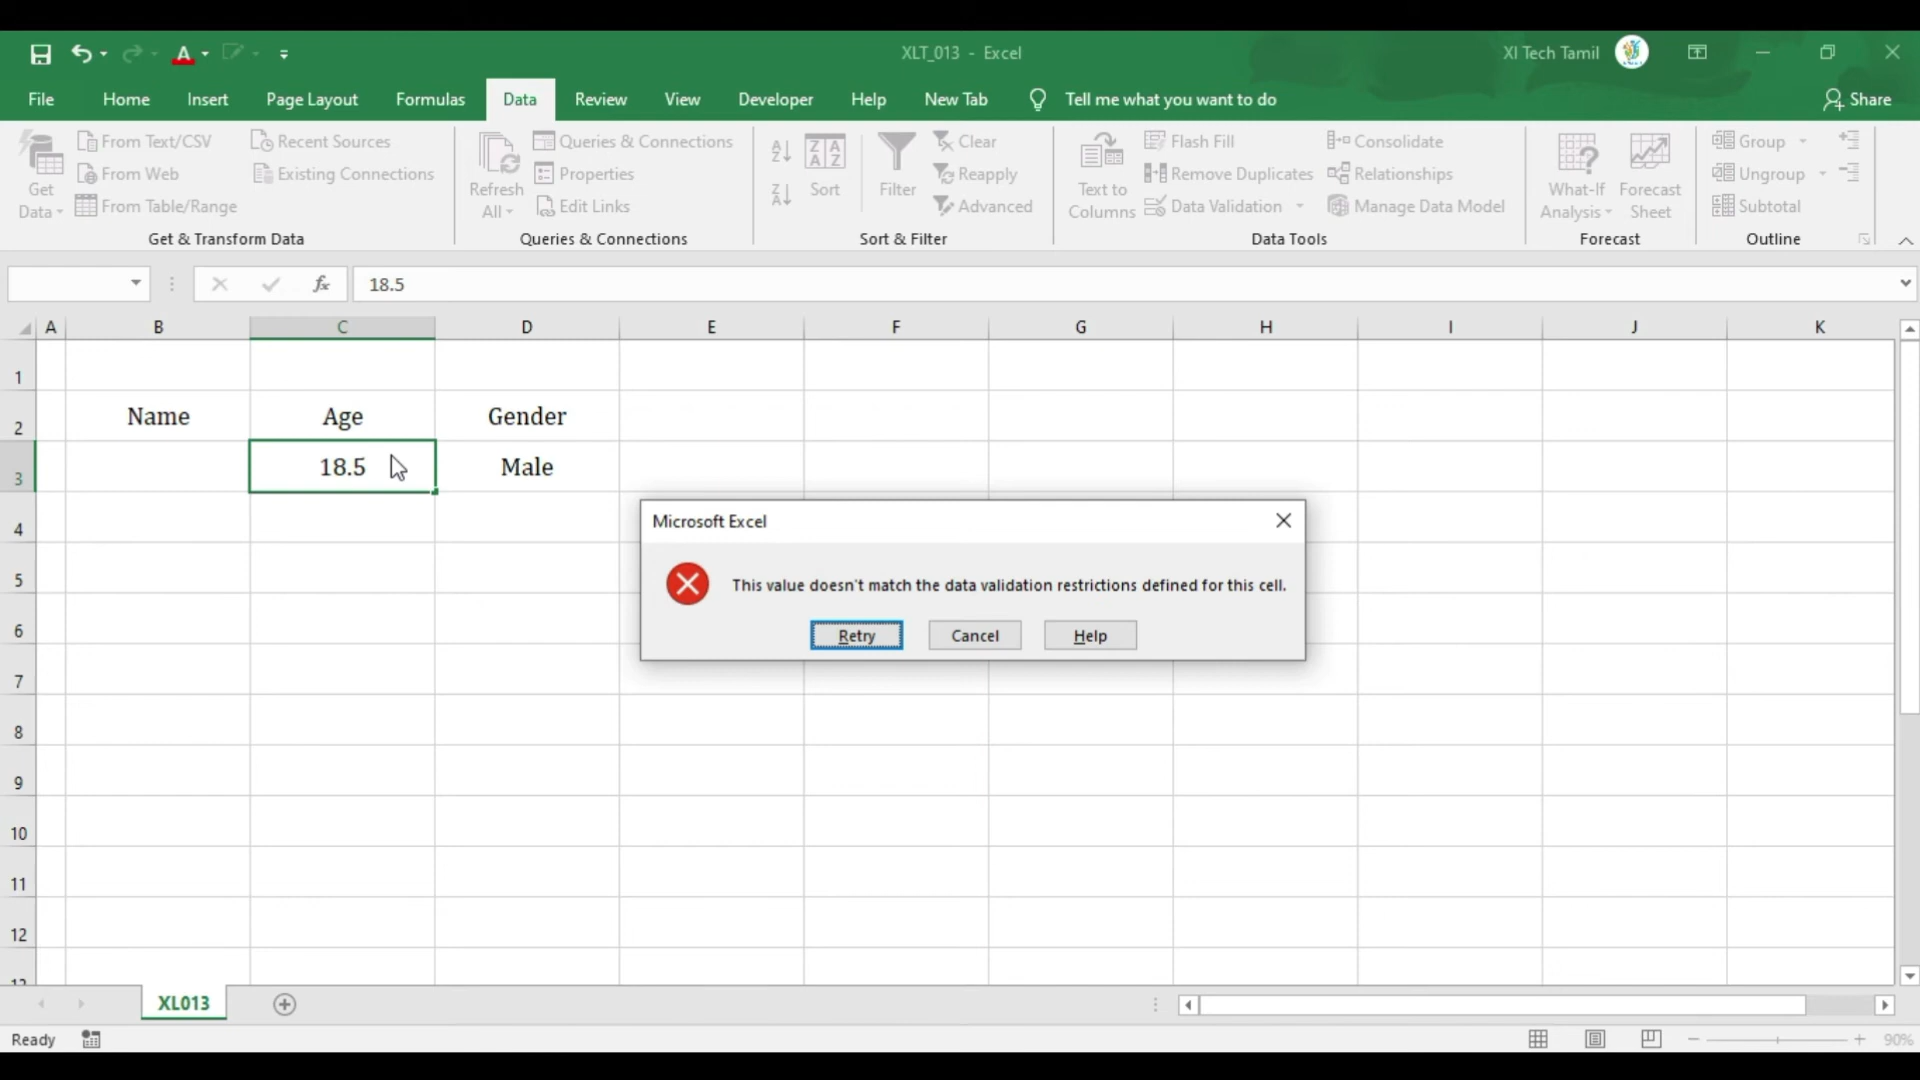 XLT_013 - Excel
XI Tech Tamil
File Home Insert Page Layout Formulas Data Review View Developer Help New Tab Tell me what you want to do Share
Get Data
From Text/CSV
From Web
From Table/Range
Recent Sources
Existing Connections
Get & Transform Data
Refresh All
Queries & Connections
Properties
Edit Links
Queries & Connections
Sort
Filter
Clear
Reapply
Advanced
Sort & Filter
Text to Columns
Flash Fill
Remove Duplicates
Data Validation
Consolidate
Relationships
Manage Data Model
Data Tools
What-If Analysis
Forecast Sheet
Forecast
Group
Ungroup
Subtotal
Outline
fx 18.5
A B C D E F G H I J K
1
2 Name Age Gender
3 18.5 Male
4
5
6
7
8
9
10
11
12
Microsoft Excel
This value doesn't match the data validation restrictions defined for this cell.
Retry Cancel Help
XL013
Ready
90%